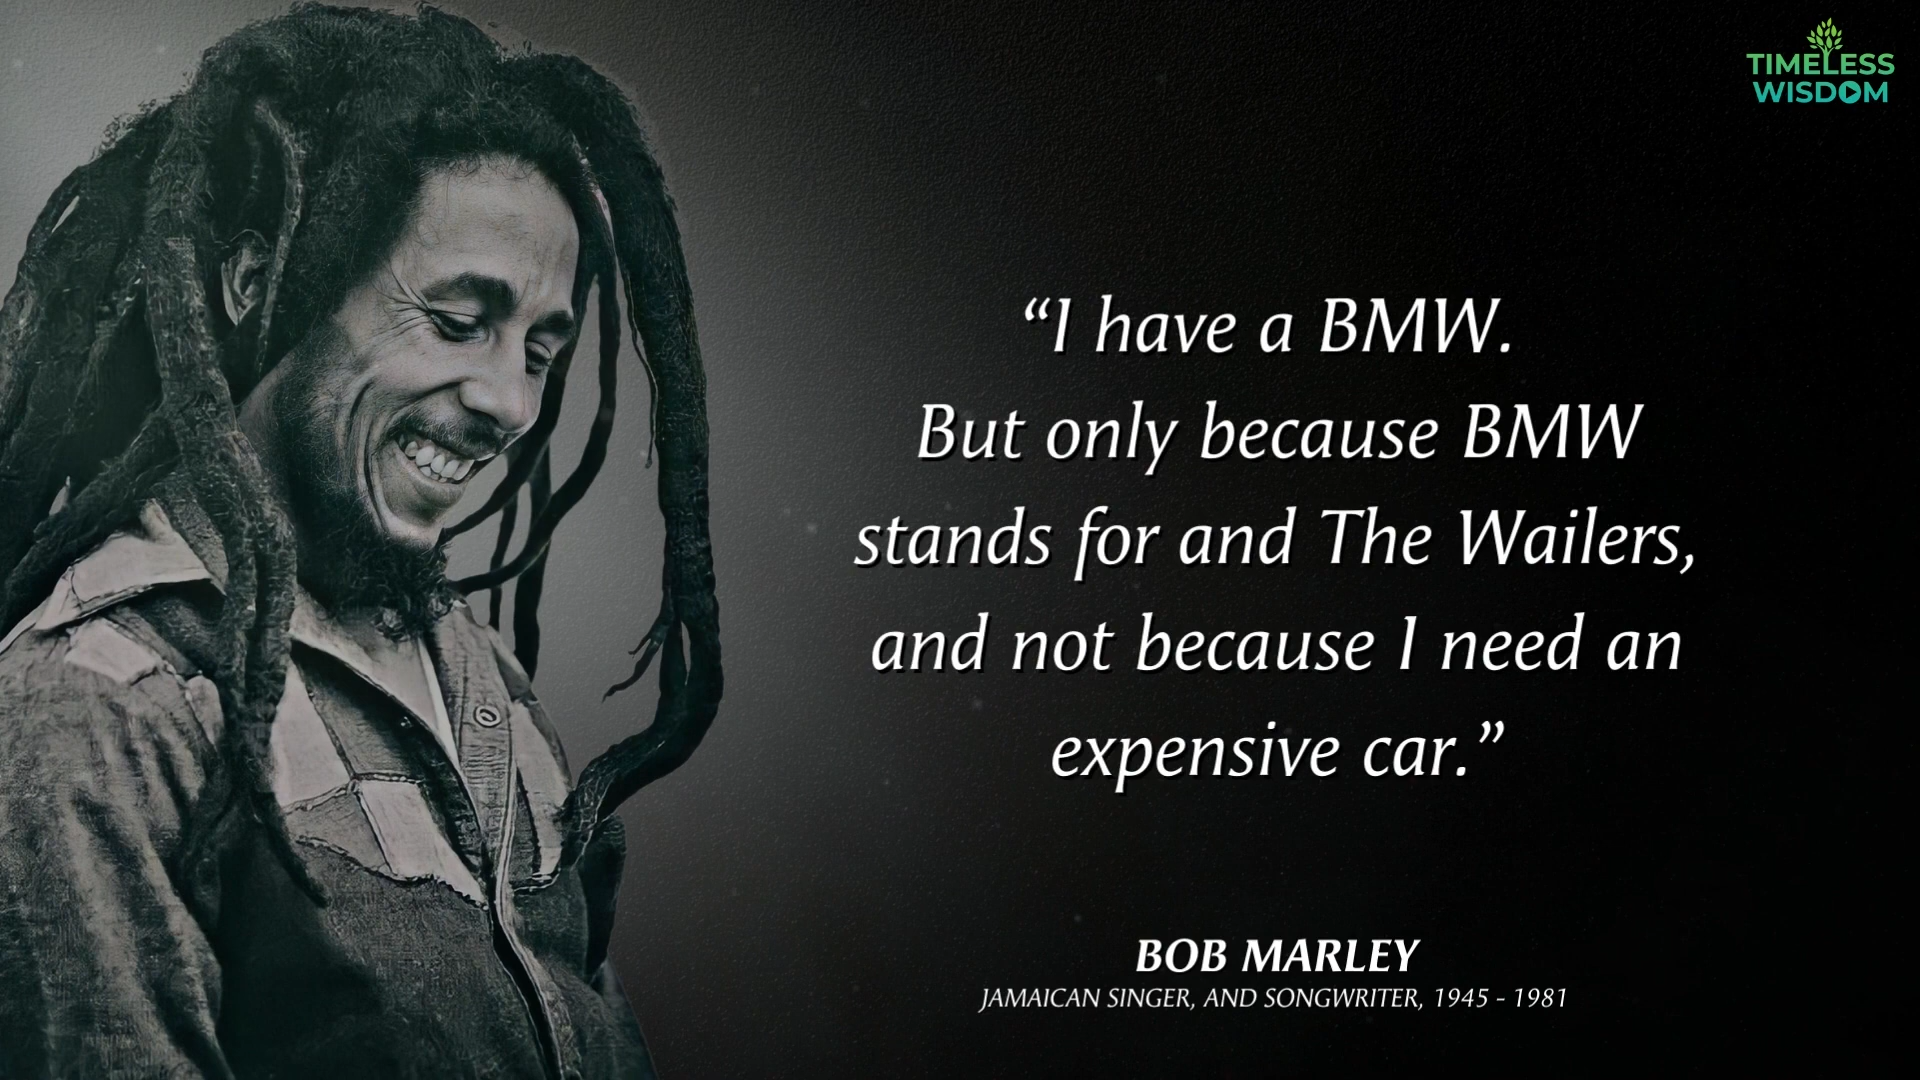 TIMELESS
WISDOM
“I have a BMW.
But only because BMW
stands for and The Wailers,
and not because I need an
expensive car.”
BOB MARLEY
JAMAICAN SINGER, AND SONGWRITER, 1945 - 1981